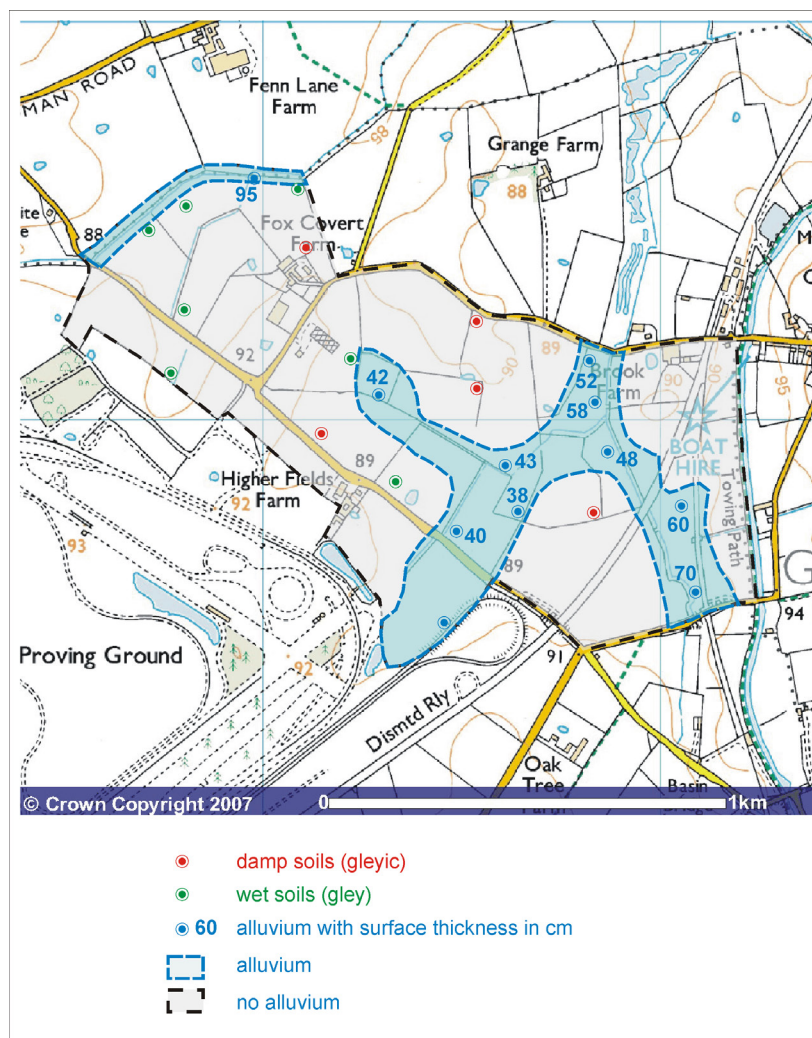 MAN ROAD
Fenn Lane
Farm
85
Grange Farm
88
95
Fox Covert
Farm
88
92
89
90
52
Brook
Farm
90
90
95
58
42
BOAT
HIRE
43
48
89
Higher Fields
Farm
92
38
60
Towing Path
40
93
89
70
G
94
Proving Ground
92
91
Dismtd Rly
Oak
Tree
Basin
© Crown Copyright 2007
0
1km
damp soils (gleyic)
wet soils (gley)
60 alluvium with surface thickness in cm
alluvium
no alluvium